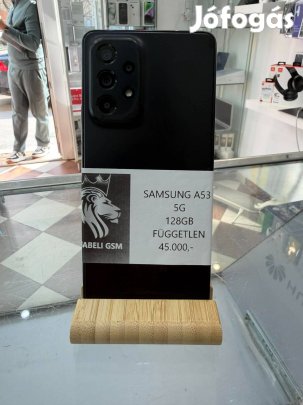 Jófogás
SAMSUNG A53
5G
128GB
FÜGGETLEN
45.000,-
ABELI GSM